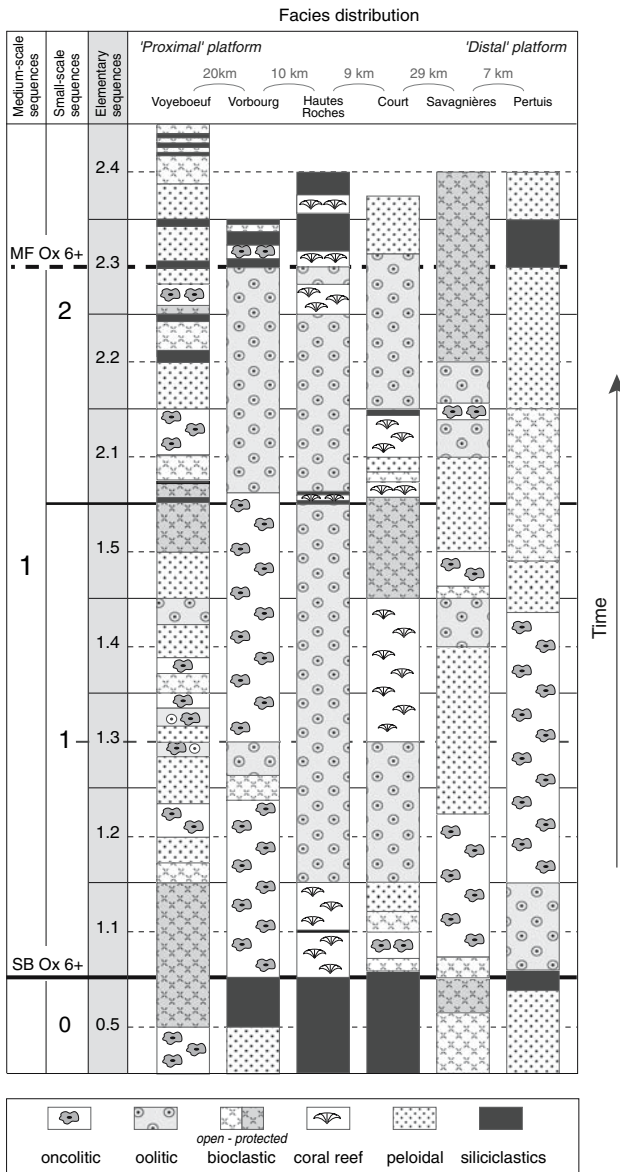 Facies distribution
Medium-scale
sequences
Small-scale
sequences
Elementary
sequences
'Proximal' platform
'Distal' platform
20km
10 km
9 km
29 km
7 km
Voyeboeuf
Vorbourg
Hautes
Roches
Court
Savagnières
Pertuis
2.4
MF Ox 6+
2.3
2
2.2
2.1
1
1.5
1.4
1
1.3
1.2
1.1
SB Ox 6+
0
0.5
Time
oncolitic
oolitic
open - protected
bioclastic
coral reef
peloidal
siliciclastics